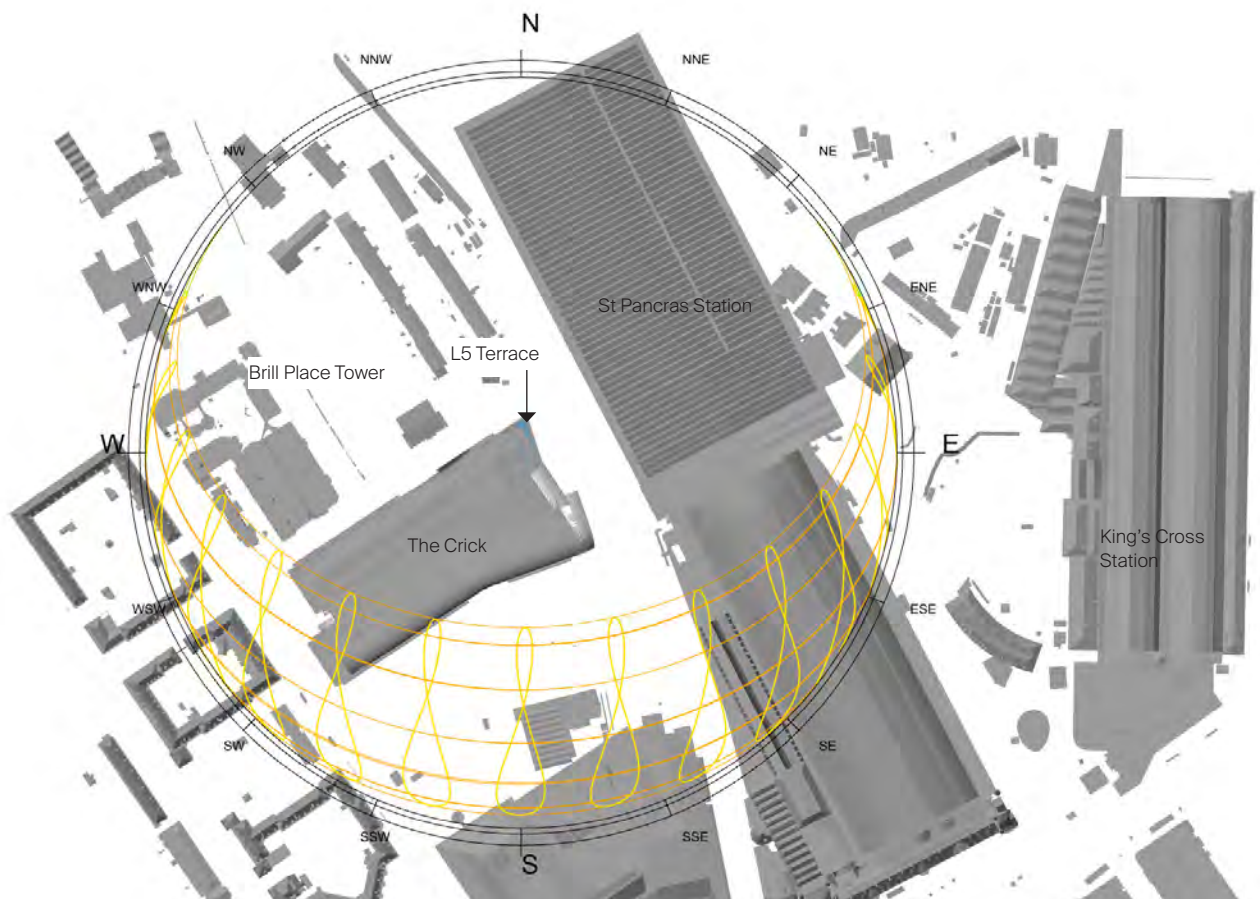 N
NNW
NNE
NW
NE
WNW
ENE
St Pancras Station
L5 Terrace
Brill Place Tower
W
E
The Crick
King's Cross
Station
WSW
ESE
SW
SE
SSW
SSE
S